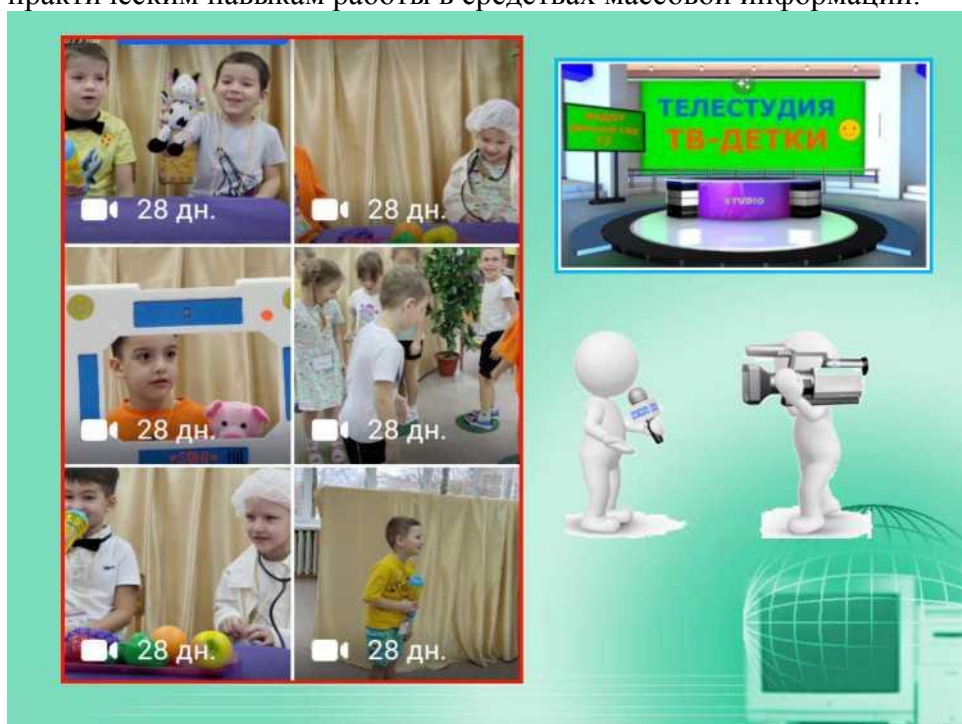 практическим навыкам работы в средствах массовой информации.
28 дн.
28 дн.
28 дн.
28 дн.
28 дн.
28 дн.
ТЕЛЕСТУДИЯ
ТВ-ДЕТКИ
STUDIO